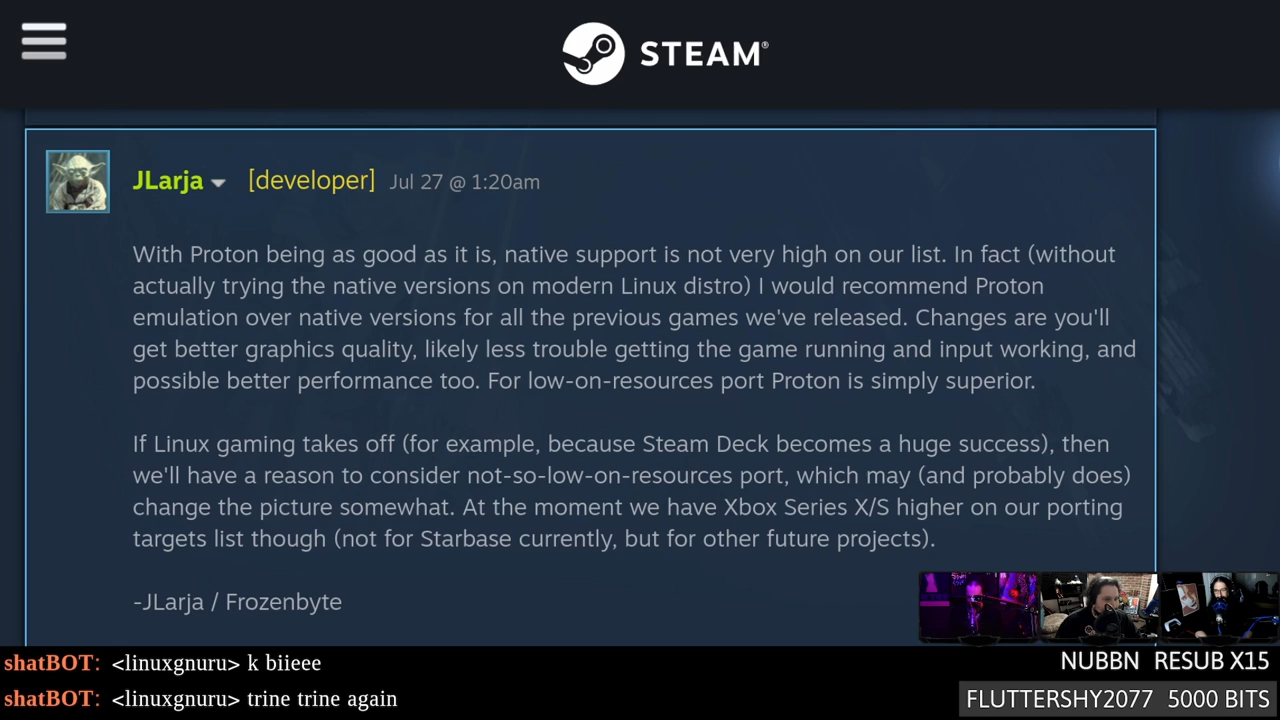 STEAM®
JLarja [developer] Jul 27 @ 1:20am
With Proton being as good as it is, native support is not very high on our list. In fact (without
actually trying the native versions on modern Linux distro) I would recommend Proton
emulation over native versions for all the previous games we've released. Changes are you'll
get better graphics quality, likely less trouble getting the game running and input working, and
possible better performance too. For low-on-resources port Proton is simply superior.
If Linux gaming takes off (for example, because Steam Deck becomes a huge success), then
we'll have a reason to consider not-so-low-on-resources port, which may (and probably does)
change the picture somewhat. At the moment we have Xbox Series X/S higher on our porting
targets list though (not for Starbase currently, but for other future projects).
-JLarja / Frozenbyte
shatBOT: <linuxgnuru> k biieee
NUBBN RESUB X15
shatBOT: <linuxgnuru> trine trine again
FLUTTERSHY2077 5000 BITS